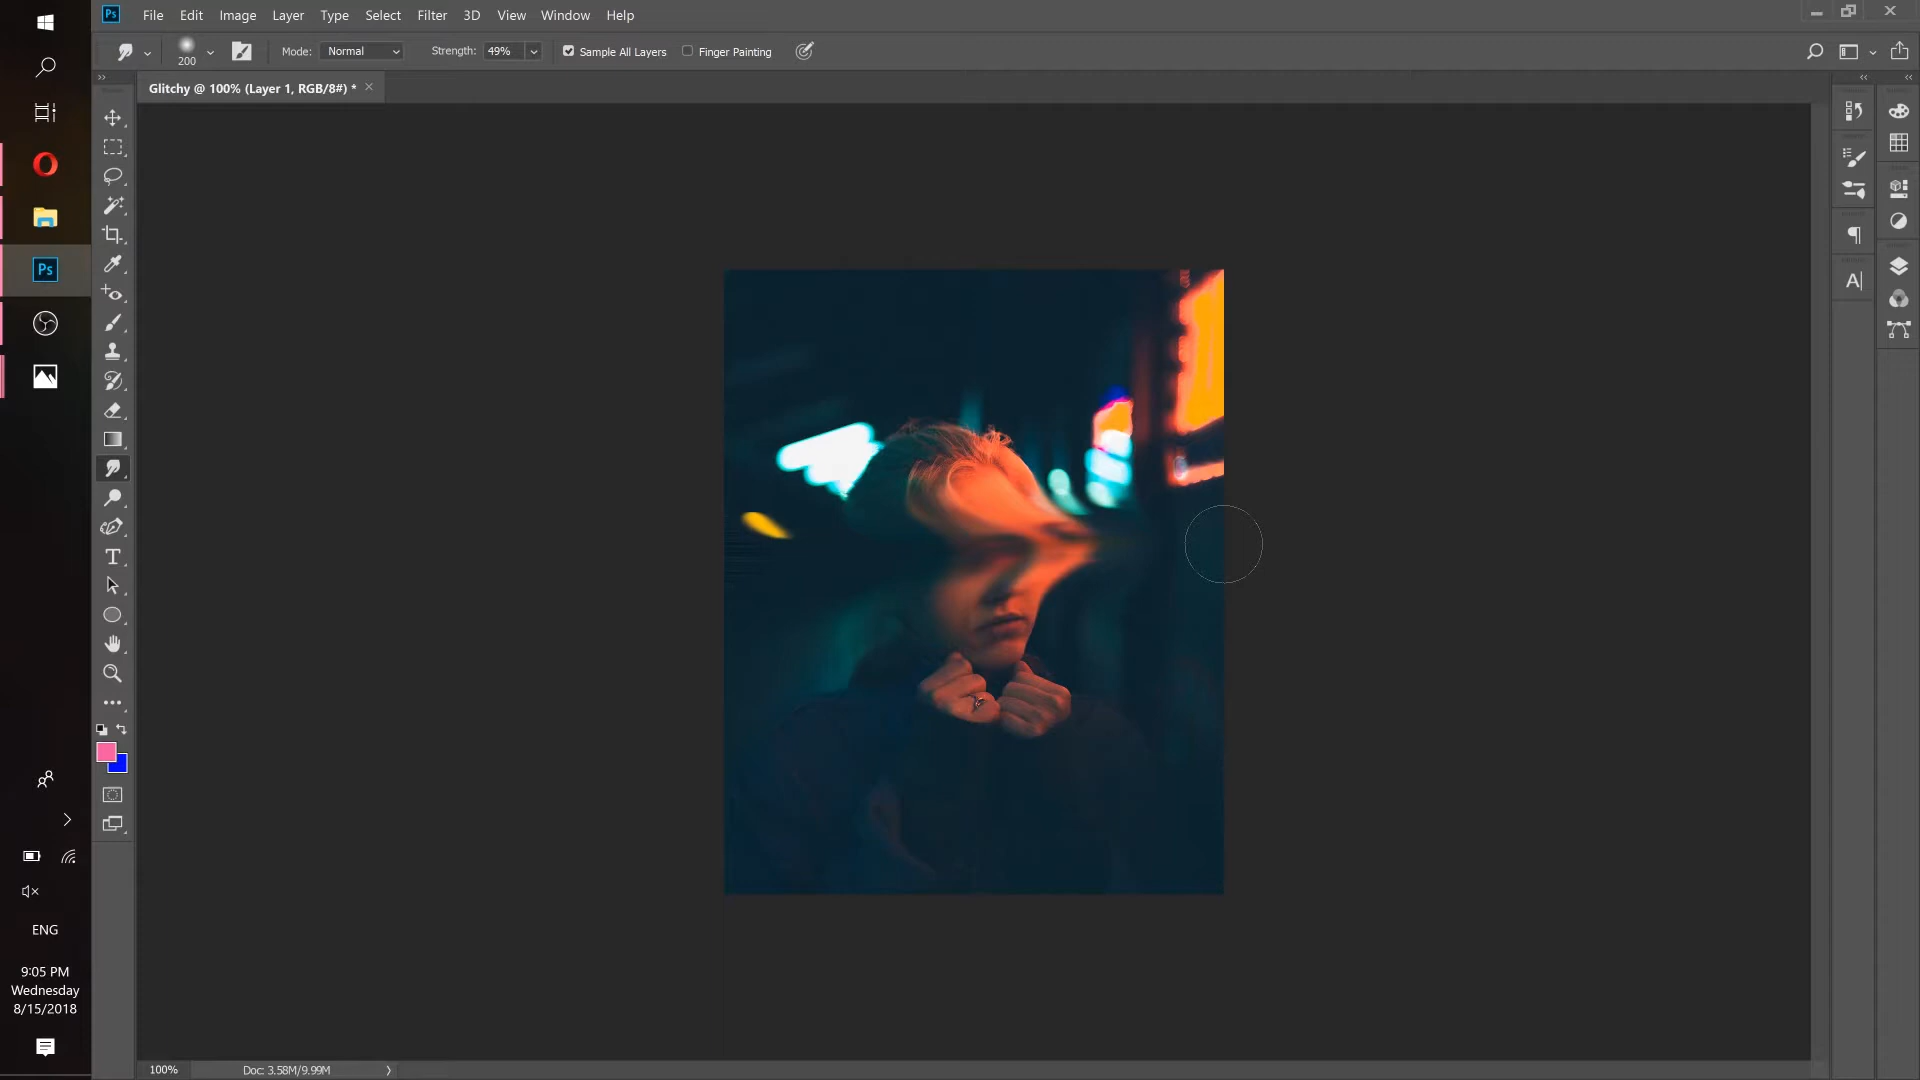 Ps File Edit Image Layer Type Select Filter 3D View Window Help
200 Mode: Normal Strength: 49% Sample All Layers Finger Painting
Glitchy @ 100% (Layer 1, RGB/8#) * ×
Ps
T
A
ENG
9:05 PM
Wednesday
8/15/2018
100% Doc: 3.58M/9.99M